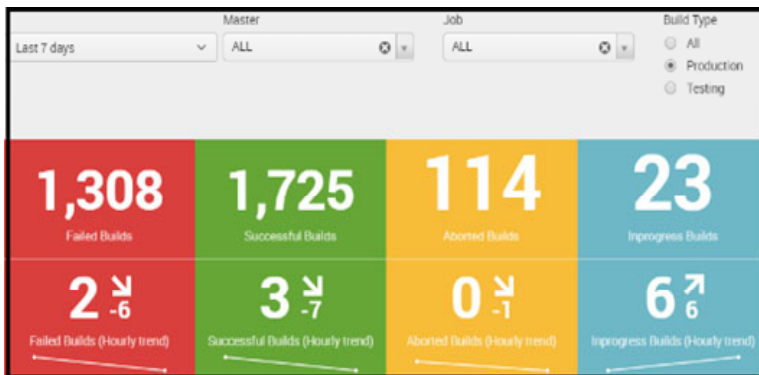 Master Job Build Type
Last 7 days ALL ALL All
Production
Testing
1,308 1,725 114 23
Failed Builds Successful Builds Aborted Builds Inprogress Builds
2 -6 3 -7 0 -1 6 6
Failed Builds (Hourly trend) Successful Builds (Hourly trend) Aborted Builds (Hourly trend) Inprogress Builds (Hourly trend)